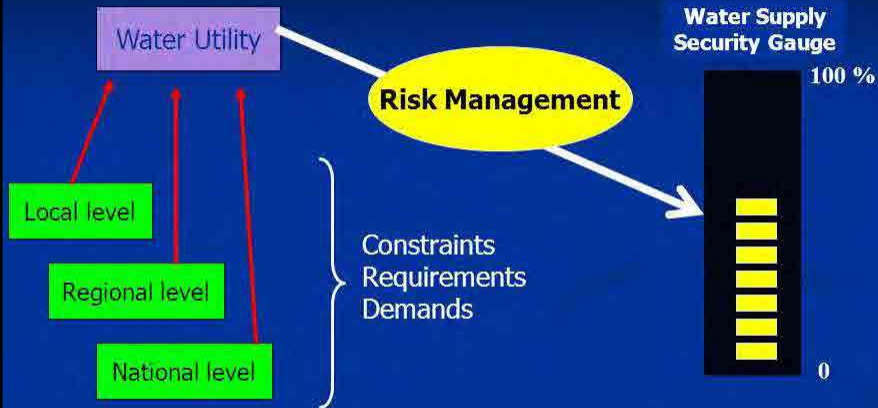 Water Utility
Water Supply
Security Gauge
100 %
Risk Management
Local level
Constraints
Requirements
Demands
Regional level
National level
0